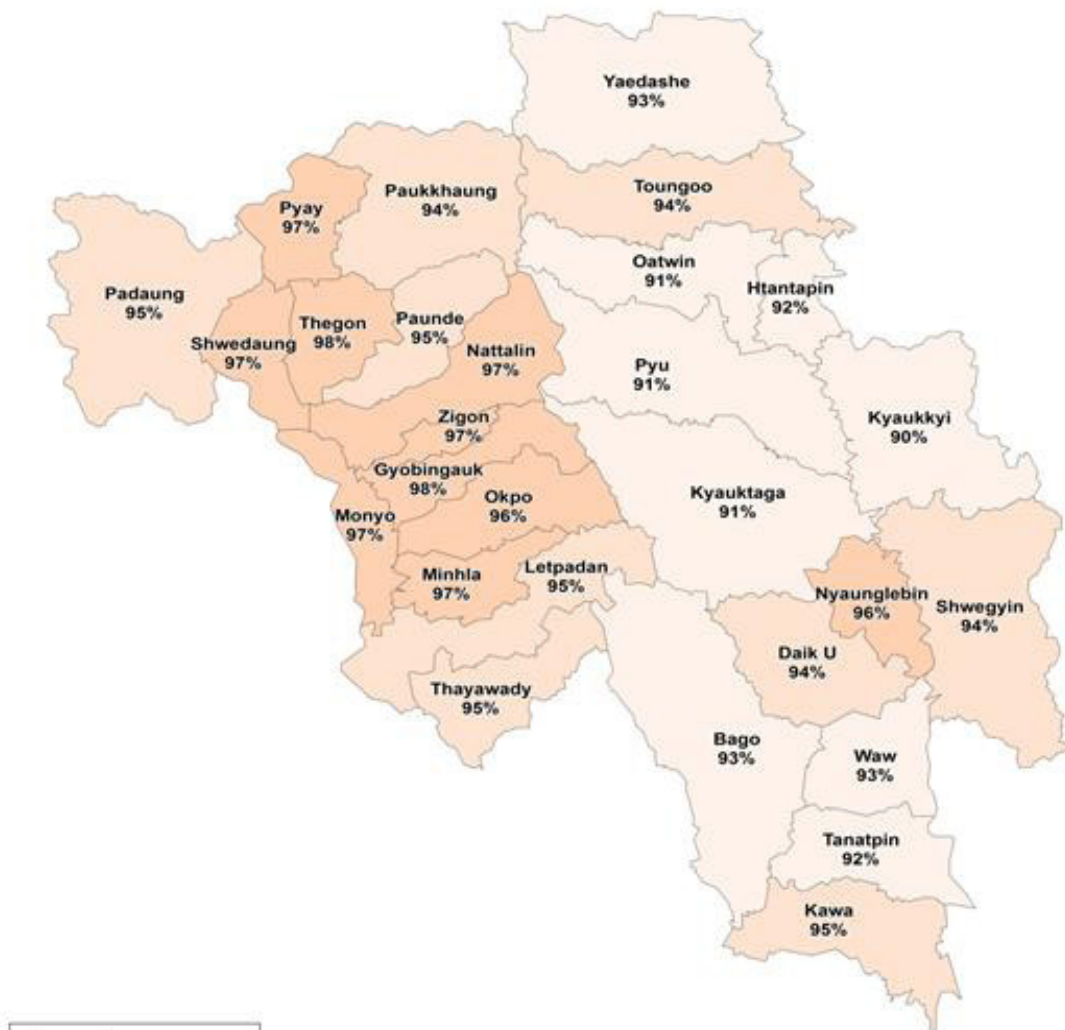 Yaedashe
93%
Paukkhaung
94%
Toungoo
94%
Pyay
97%
Oatwin
91%
Htantapin
92%
Padaung
95%
Shwedaung
97%
Thegon
98%
Paunde
95%
Nattalin
97%
Pyu
91%
Kyaukkyi
90%
Zigon
97%
Gyobingauk
98%
Okpo
96%
Kyauktaga
91%
Monyo
97%
Minhla
97%
Letpadan
95%
Nyaunglebin
96%
Shwegyin
94%
Daik U
94%
Thayawady
95%
Bago
93%
Waw
93%
Tanatpin
92%
Kawa
95%